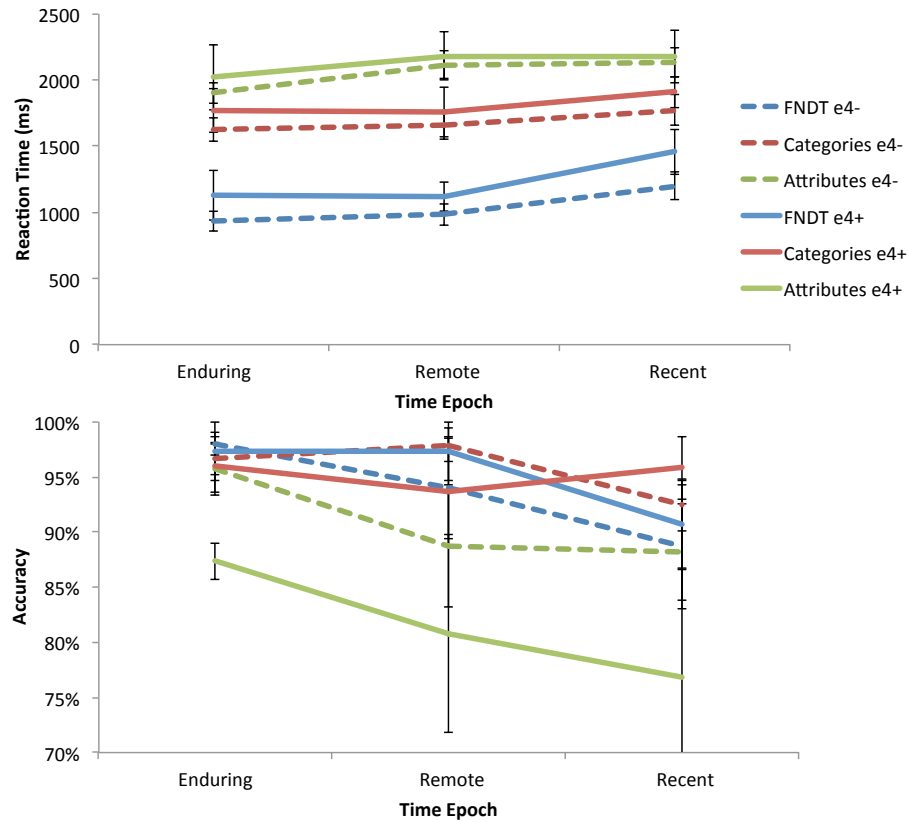 2500
2000
1500
1000
500
0
Reaction Time (ms)
Enduring Remote Recent
Time Epoch
FNDT e4-
Categories e4-
Attributes e4-
FNDT e4+
Categories e4+
Attributes e4+
100%
95%
90%
85%
80%
75%
70%
Accuracy
Enduring Remote Recent
Time Epoch